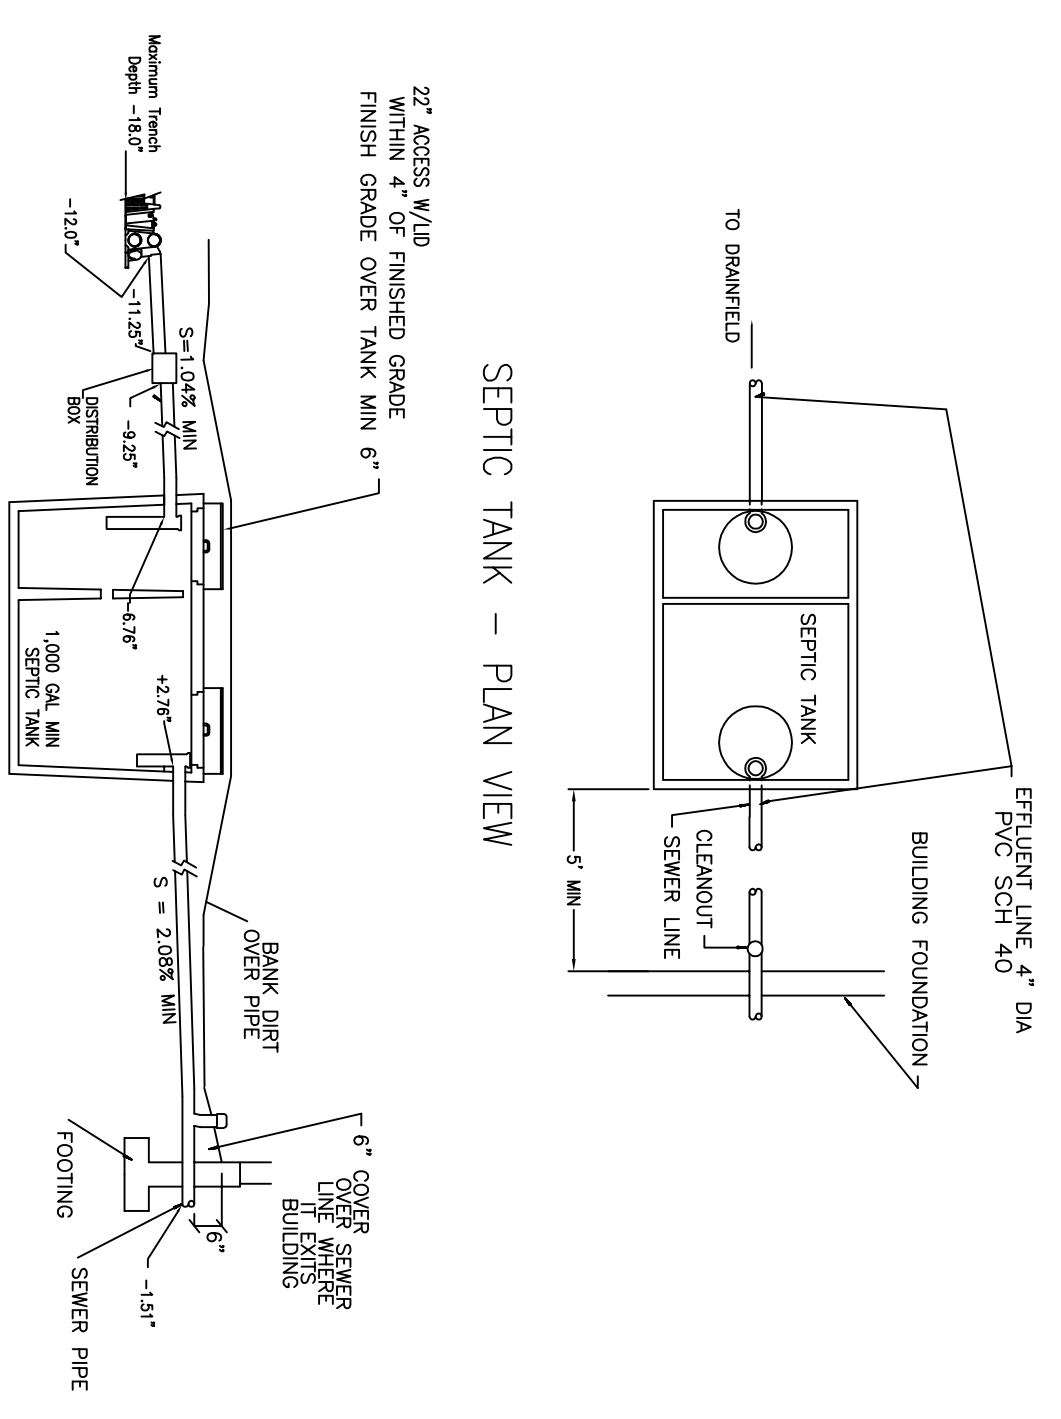 EFFLUENT LINE 4" DIA
PVC SCH 40
BUILDING FOUNDATION
TO DRAINFIELD
SEPTIC TANK
CLEANOUT
SEWER LINE
5' MIN
SEPTIC TANK - PLAN VIEW
22" ACCESS W/LID
WITHIN 4" OF FINISHED GRADE
FINISH GRADE OVER TANK MIN 6"
6" COVER
OVER SEWER
LINE WHERE
IT EXITS
BUILDING
BANK DIRT
OVER PIPE
6"
Maximum Trench
Depth -18.0"
S=1.04% MIN
S = 2.08% MIN
-12.0"
-11.25"
-9.25"
-6.76"
+2.76"
-1.51"
DISTRIBUTION
BOX
1,000 GAL MIN
SEPTIC TANK
FOOTING
SEWER PIPE